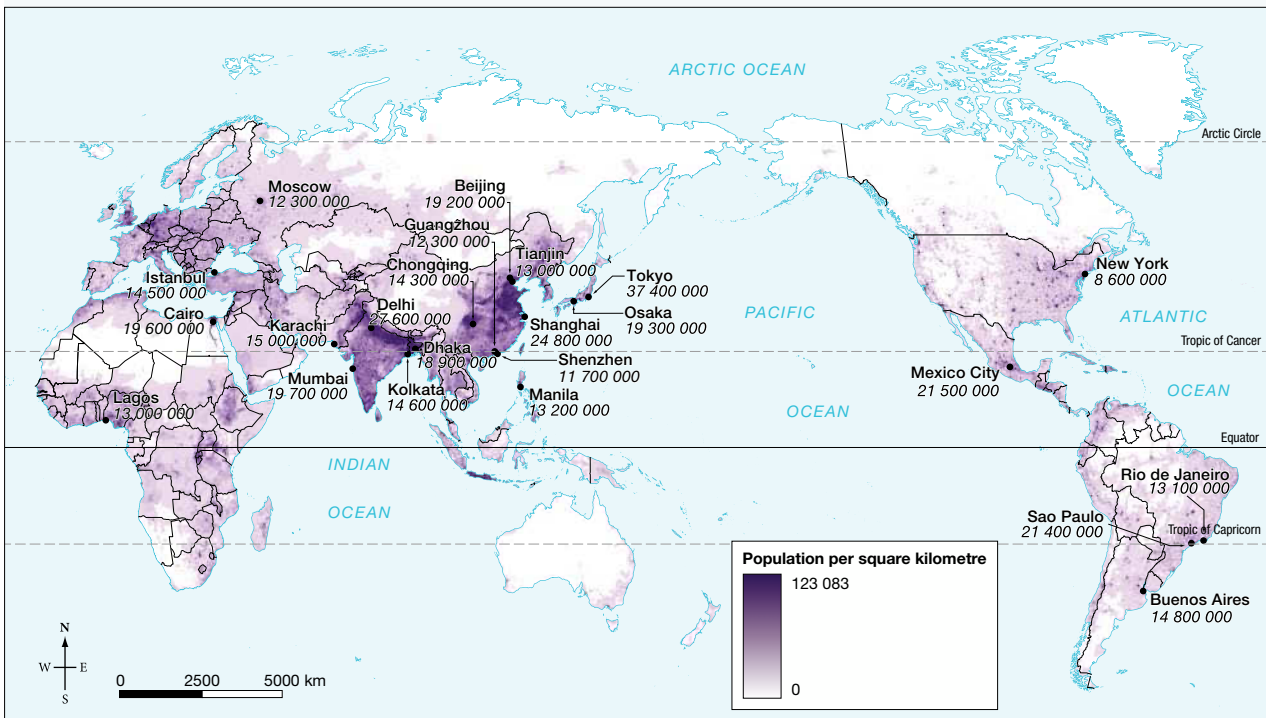 ARCTIC OCEAN
Arctic Circle
Moscow
12 300 000
Beijing
19 200 000
Guangzhou
12 300 000
Tianjin
13 000 000
Chongqing
14 300 000
Istanbul
14 500 000
Tokyo
37 400 000
New York
8 600 000
Delhi
27 600 000
Cairo
19 600 000
Osaka
19 300 000
PACIFIC
ATLANTIC
Karachi
15 000 000
Shanghai
24 800 000
Tropic of Cancer
Dhaka
18 900 000
Shenzhen
11 700 000
Mumbai
19 700 000
Kolkata
14 600 000
Manila
13 200 000
Mexico City
21 500 000
OCEAN
OCEAN
Lagos
13 000 000
Equator
INDIAN
OCEAN
Rio de Janeiro
13 100 000
Sao Paulo
21 400 000
Tropic of Capricorn
Buenos Aires
14 800 000
Population per square kilometre
123 083
0
N
W
E
S
0
2500
5000 km